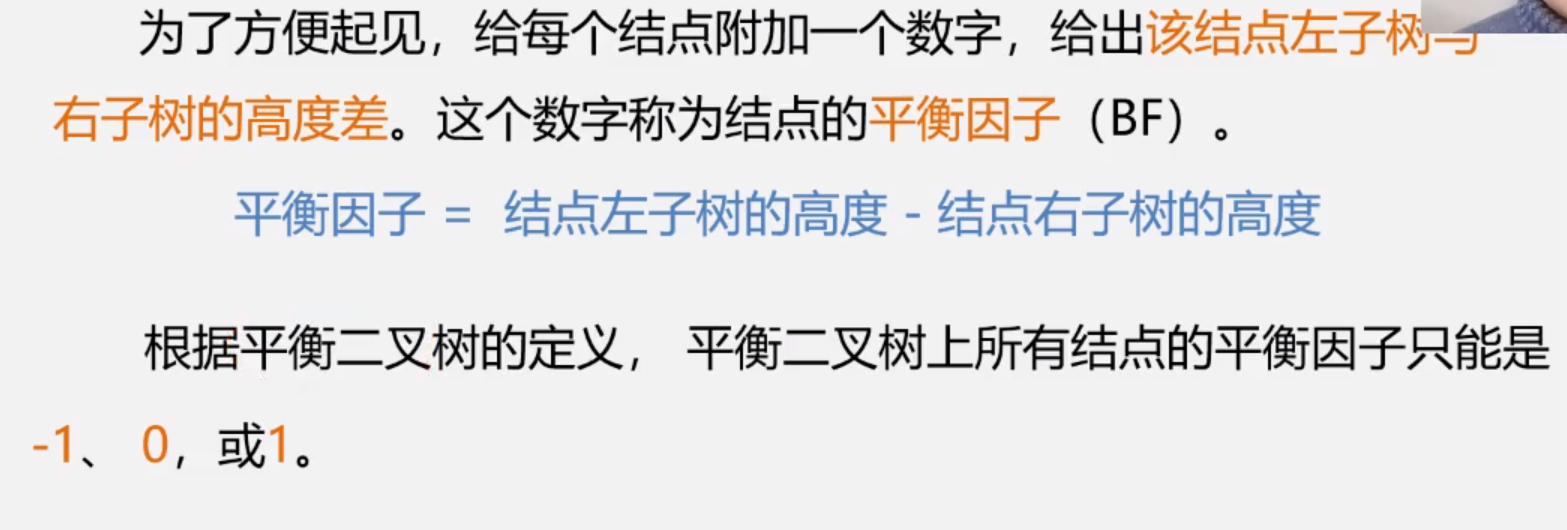 为了方便起见，给每个结点附加一个数字，给出该结点左子树与
右子树的高度差。这个数字称为结点的平衡因子（BF）。
平衡因子 = 结点左子树的高度 - 结点右子树的高度
根据平衡二叉树的定义， 平衡二叉树上所有结点的平衡因子只能是
-1、 0，或1。